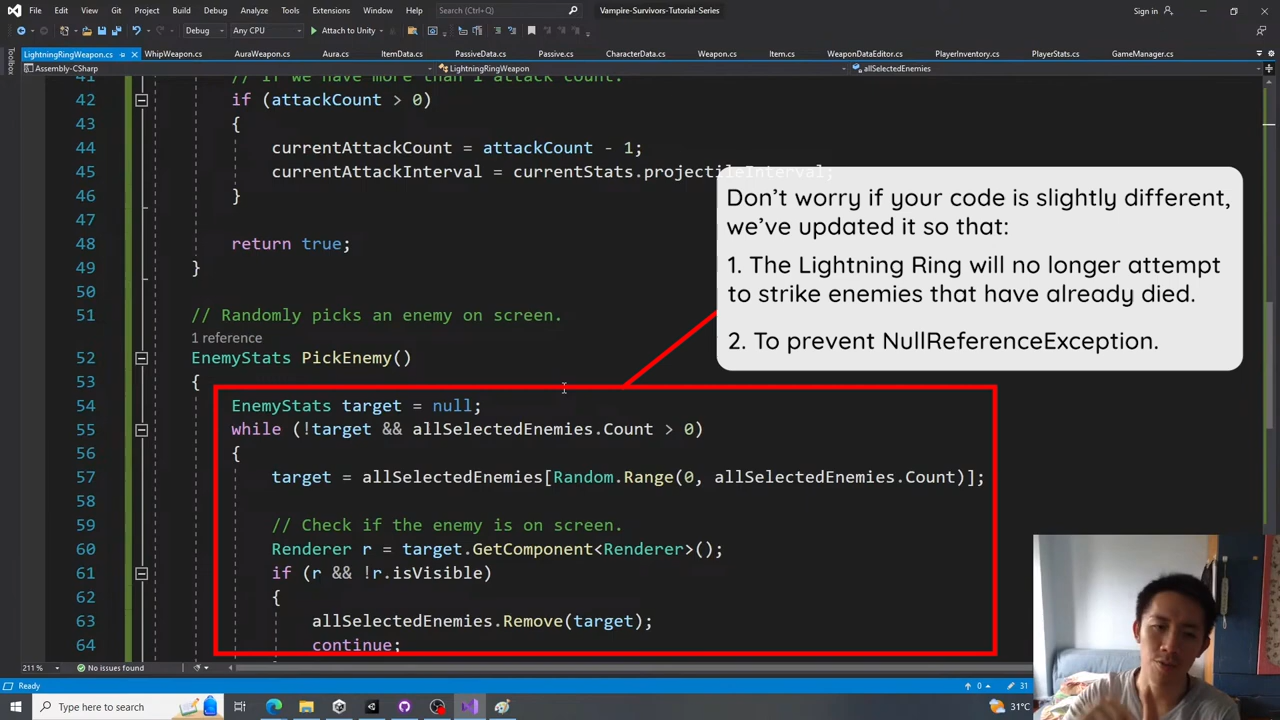 File Edit View Git Project Build Debug Analyze Tools Extensions Window Help Search (Ctrl+Q) Vampire-Survivors-Tutorial-Series Sign in
Debug Any CPU Attach to Unity
LightningRingWeapon.cs WhipWeapon.cs AuraWeapon.cs Aura.cs ItemData.cs PassiveData.cs Passive.cs CharacterData.cs Weapon.cs Item.cs WeaponDataEditor.cs PlayerInventory.cs PlayerStats.cs GameManager.cs
Assembly-CSharp LightningRingWeapon allSelectedEnemies
Toolbox
41 // If we have more than 1 attack count.
42 if (attackCount > 0)
43 {
44 currentAttackCount = attackCount - 1;
45 currentAttackInterval = currentStats.projectileInterval;
46 }
47
48 return true;
49 }
50
51 // Randomly picks an enemy on screen.
1 reference
52 EnemyStats PickEnemy()
53 {
54 EnemyStats target = null;
55 while (!target && allSelectedEnemies.Count > 0)
56 {
57 target = allSelectedEnemies[Random.Range(0, allSelectedEnemies.Count)];
58
59 // Check if the enemy is on screen.
60 Renderer r = target.GetComponent<Renderer>();
61 if (r && !r.isVisible)
62 {
63 allSelectedEnemies.Remove(target);
64 continue;
Don't worry if your code is slightly different,
we've updated it so that:
1. The Lightning Ring will no longer attempt
to strike enemies that have already died.
2. To prevent NullReferenceException.
211 % No issues found
Ready 0 31
Type here to search 31°C